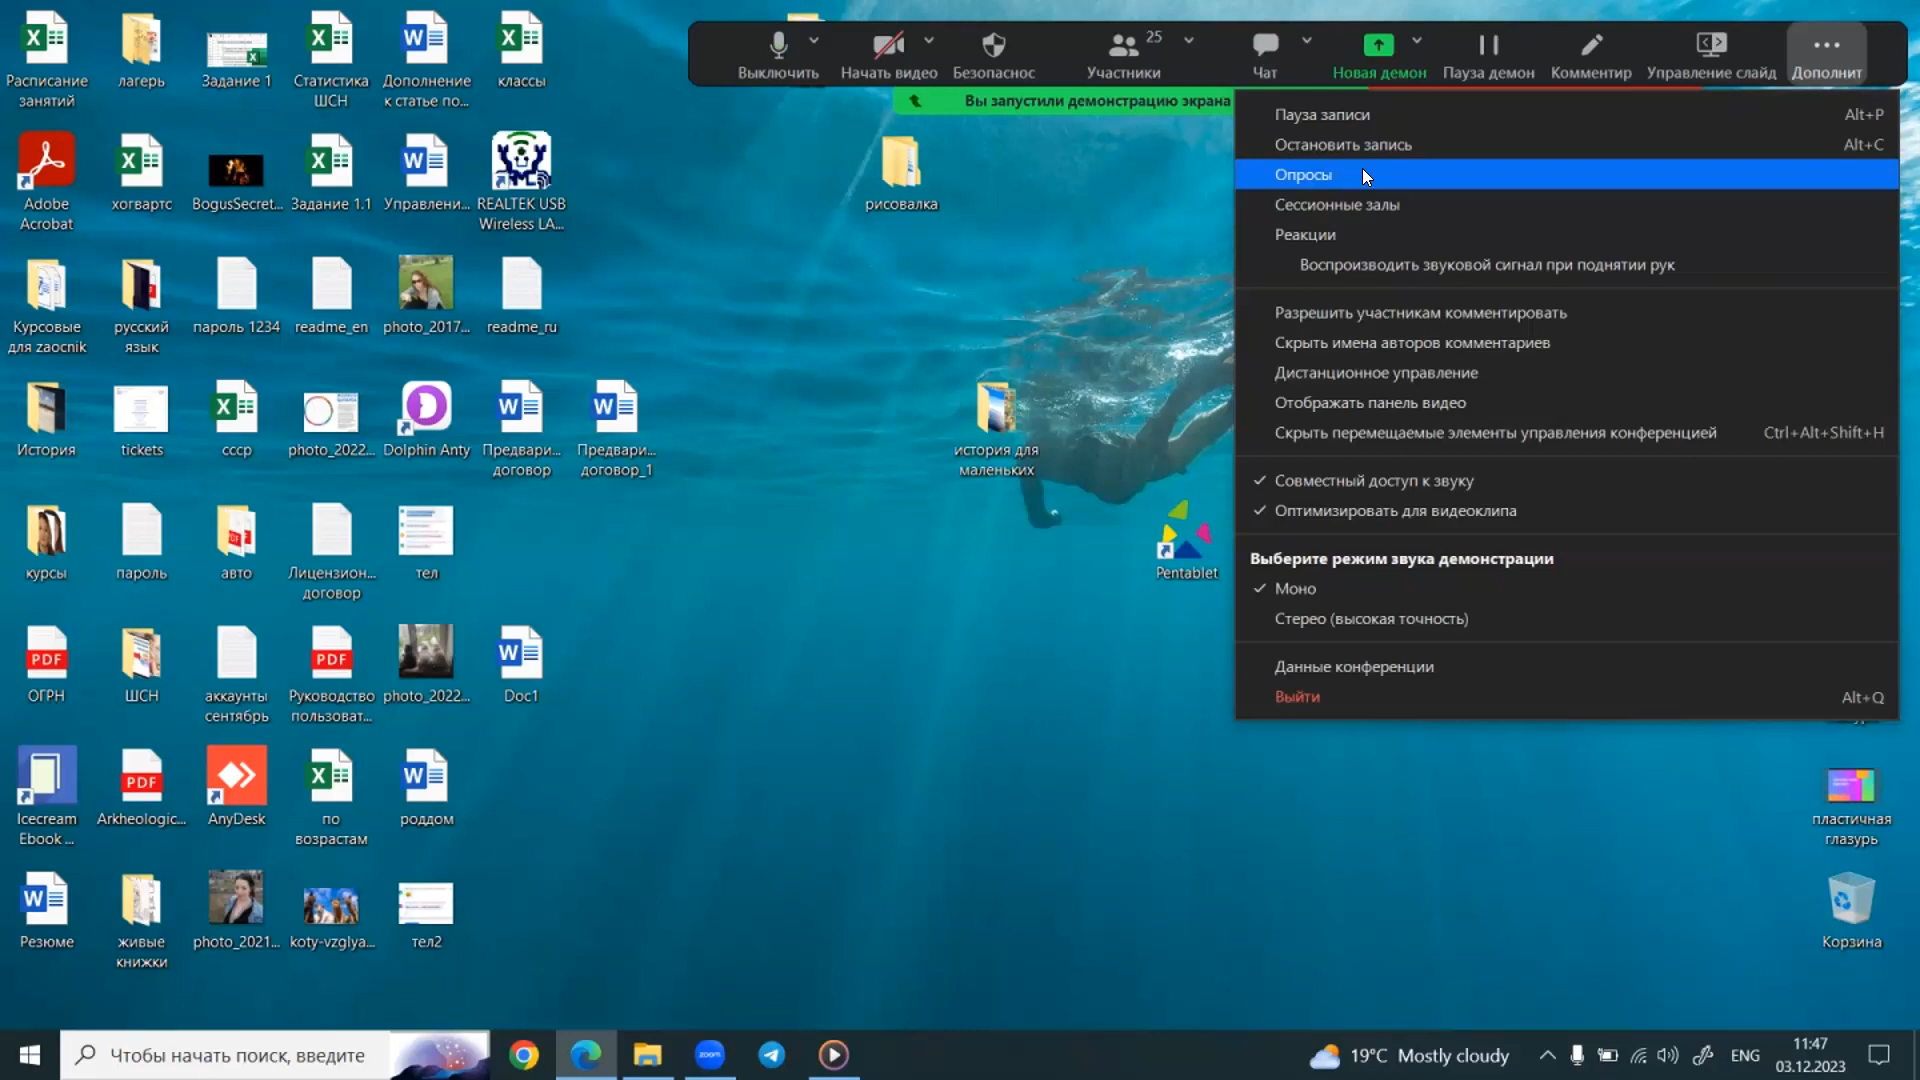 Выключить
Начать видео
Безопаснос
Участники
25
Чат
Новая демон
Пауза демон
Комментир
Управление слайд
Дополнит
Вы запустили демонстрацию экрана
Пауза записи Alt+P
Остановить запись Alt+C
Опросы
Сессионные залы
Реакции
Воспроизводить звуковой сигнал при поднятии рук
Разрешить участникам комментировать
Скрыть имена авторов комментариев
Дистанционное управление
Отображать панель видео
Скрыть перемещаемые элементы управления конференцией Ctrl+Alt+Shift+H
Совместный доступ к звуку
Оптимизировать для видеоклипа
Выберите режим звука демонстрации
Моно
Стерео (высокая точность)
Данные конференции
Выйти Alt+Q
Расписание
занятий
лагерь
Задание 1
Статистика
ШСН
Дополнение
к статье по...
классы
Adobe
Acrobat
хогвартс
BogusSecret...
Задание 1.1
Управлени...
REALTEK USB
Wireless LA...
рисовалка
Курсовые
для zaocnik
русский
язык
пароль 1234
readme_en
photo_2017...
readme_ru
История
tickets
ссср
photo_2022...
Dolphin Anty
Предвари...
договор
Предвари...
договор_1
история для
маленьких
курсы
пароль
авто
Лицензион...
договор
тел
Pentablet
PDF
ОГРН
ШСН
аккаунты
сентябрь
PDF
Руководство
пользоват...
photo_2022...
Doc1
Icecream
Ebook ...
PDF
Arkheologic...
AnyDesk
по
возрастам
роддом
пластичная
глазурь
Резюме
живые
книжки
photo_2021...
koty-vzglya...
тел2
Корзина
Чтобы начать поиск, введите
zoom
19°C Mostly cloudy
ENG
11:47
03.12.2023